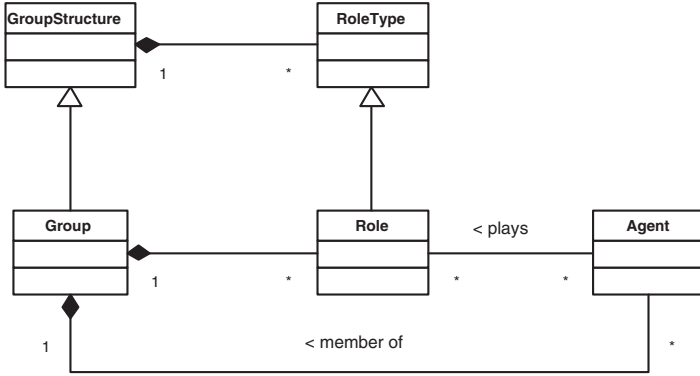 GroupStructure
RoleType
1
*
Group
Role
< plays
Agent
1
*
*
*
1
< member of
*